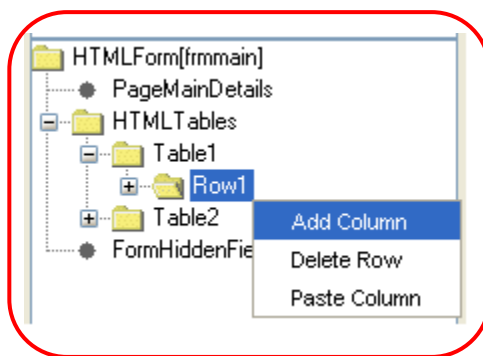 HTMLForm[frmmain]
PageMainDetails
HTMLTables
Table1
Row1
Table2
Add Column
FormHiddenFie
Delete Row
Paste Column